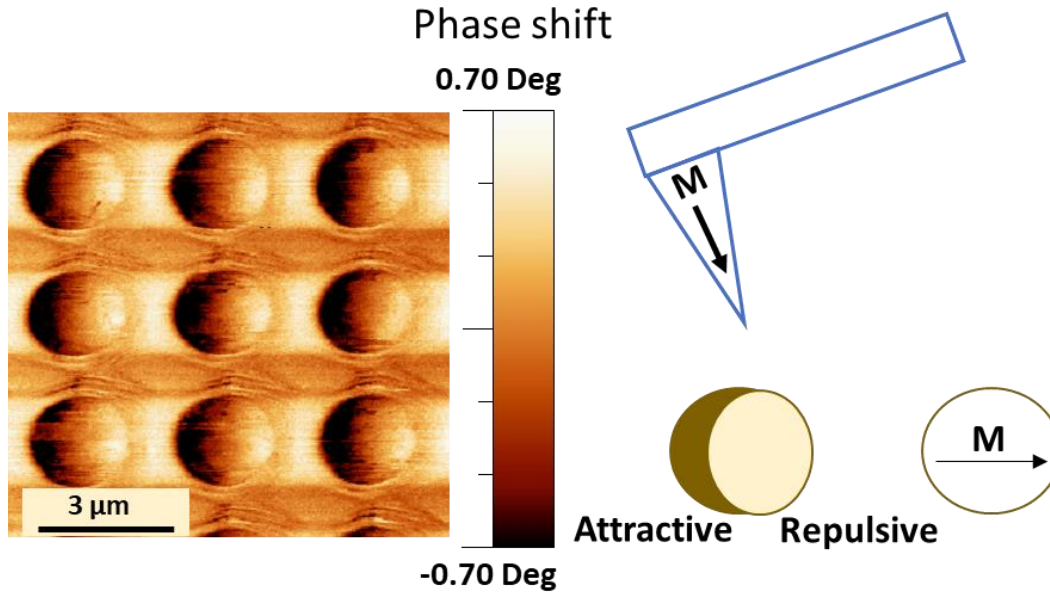 Phase shift
0.70 Deg
M
3 µm
M
Attractive Repulsive
-0.70 Deg